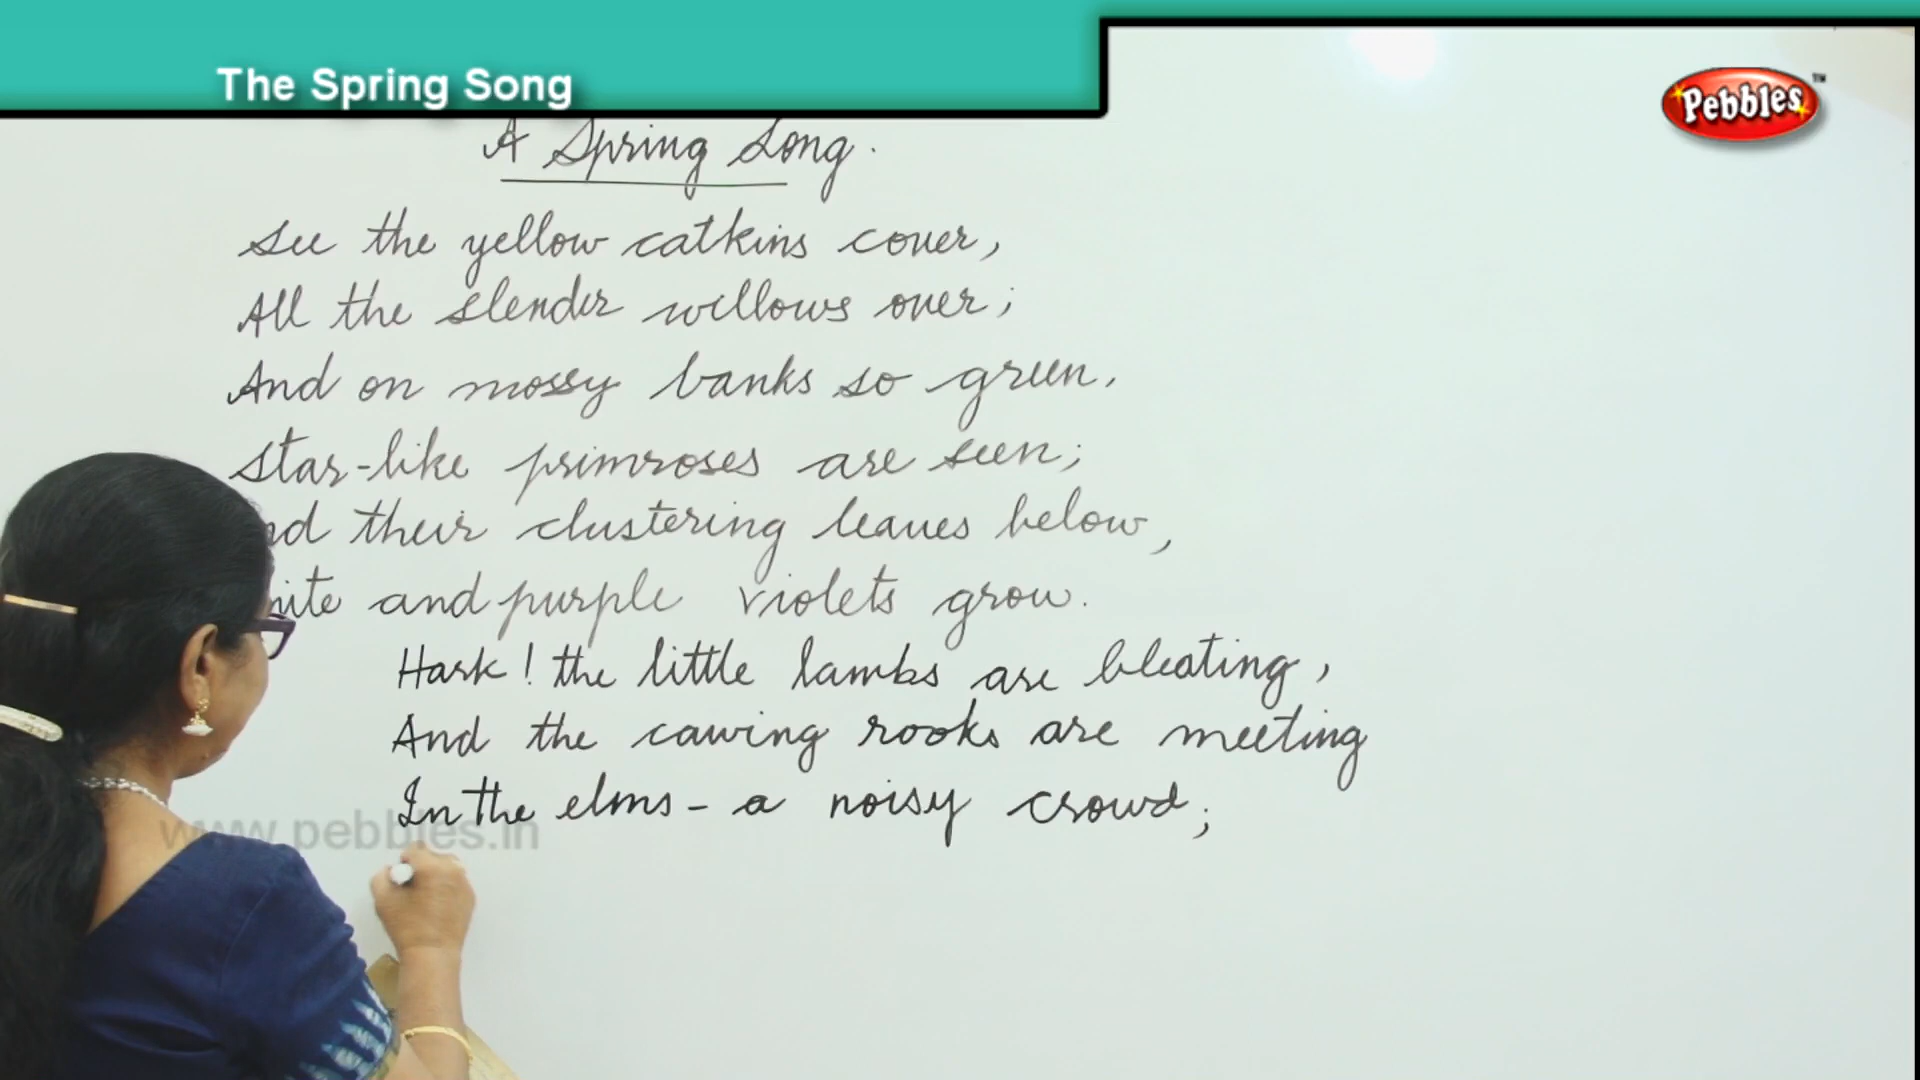 The Spring Song
Pebbles™
A Spring Song.
See the yellow catkins cover,
All the slender willows over;
And on mossy banks so green.
Star-like primroses are seen;
their clustering leaves below,
and purple violets grow.
Hark! the little lambs are bleating,
And the cawing rooks are meeting
In the elms - a noisy crowd;
www.pebbles.in